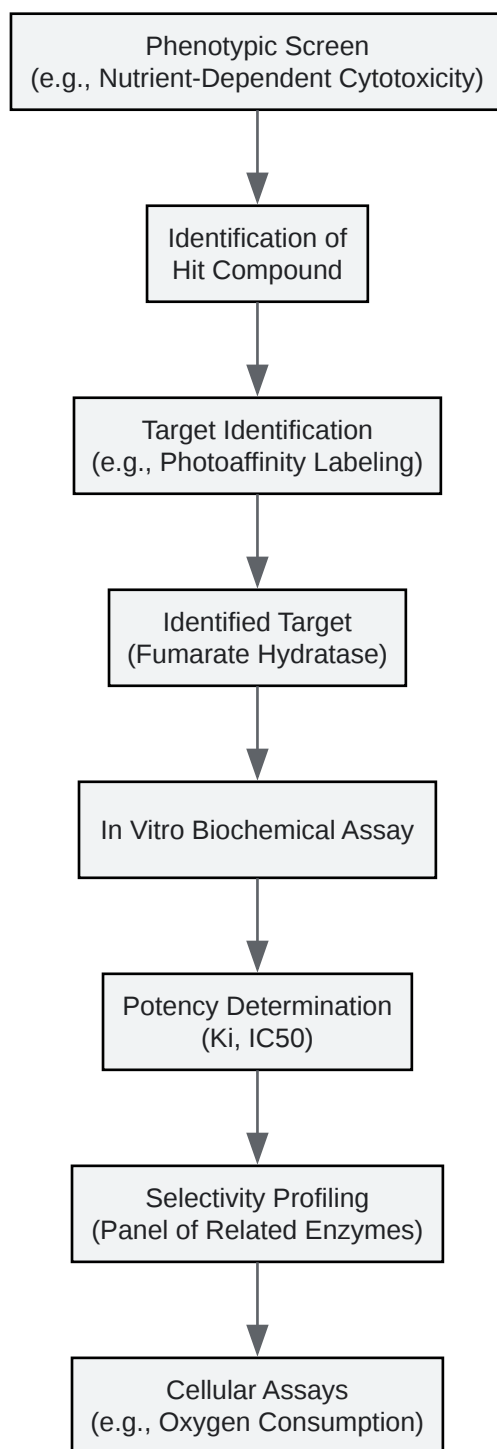 Phenotypic Screen
(e.g., Nutrient-Dependent Cytotoxicity)
Identification of
Hit Compound
Target Identification
(e.g., Photoaffinity Labeling)
Identified Target
(Fumarate Hydratase)
In Vitro Biochemical Assay
Potency Determination
(Ki, IC50)
Selectivity Profiling
(Panel of Related Enzymes)
Cellular Assays
(e.g., Oxygen Consumption)